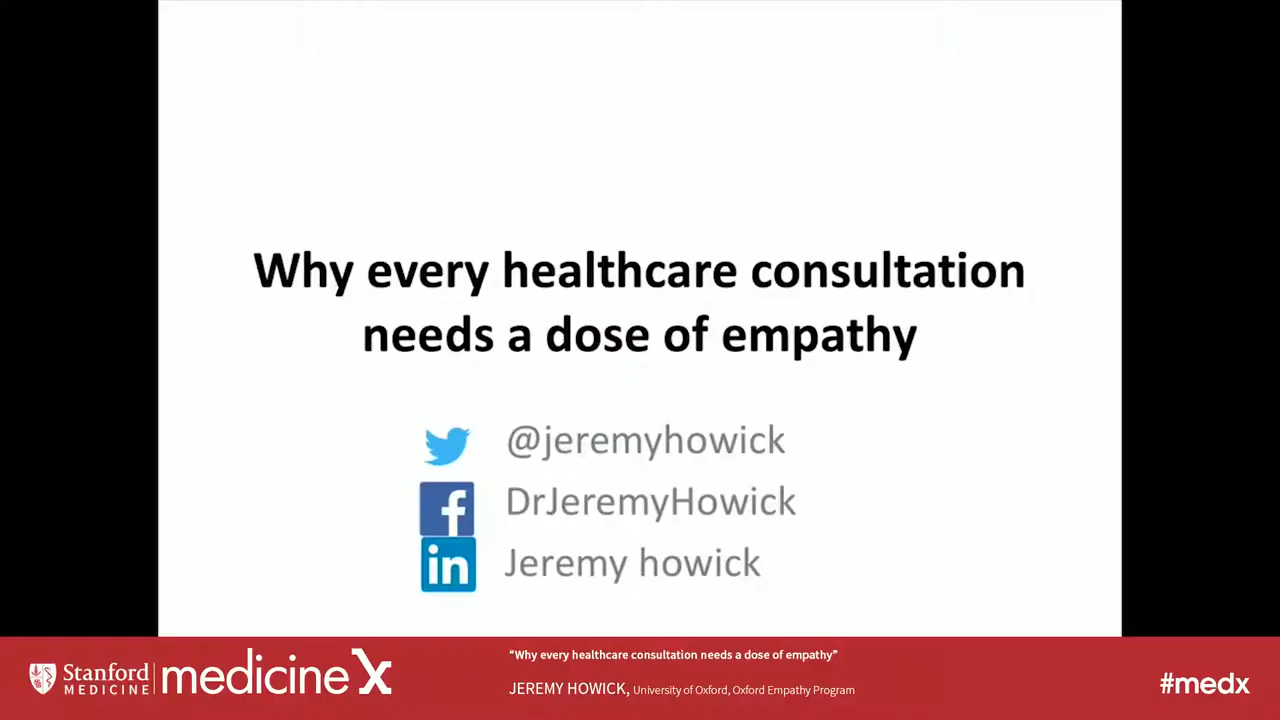 Why every healthcare consultation
needs a dose of empathy
@jeremyhowick
DrJeremyHowick
Jeremy howick
Stanford
MEDICINE
medicineX
“Why every healthcare consultation needs a dose of empathy”
JEREMY HOWICK, University of Oxford, Oxford Empathy Program
#medx